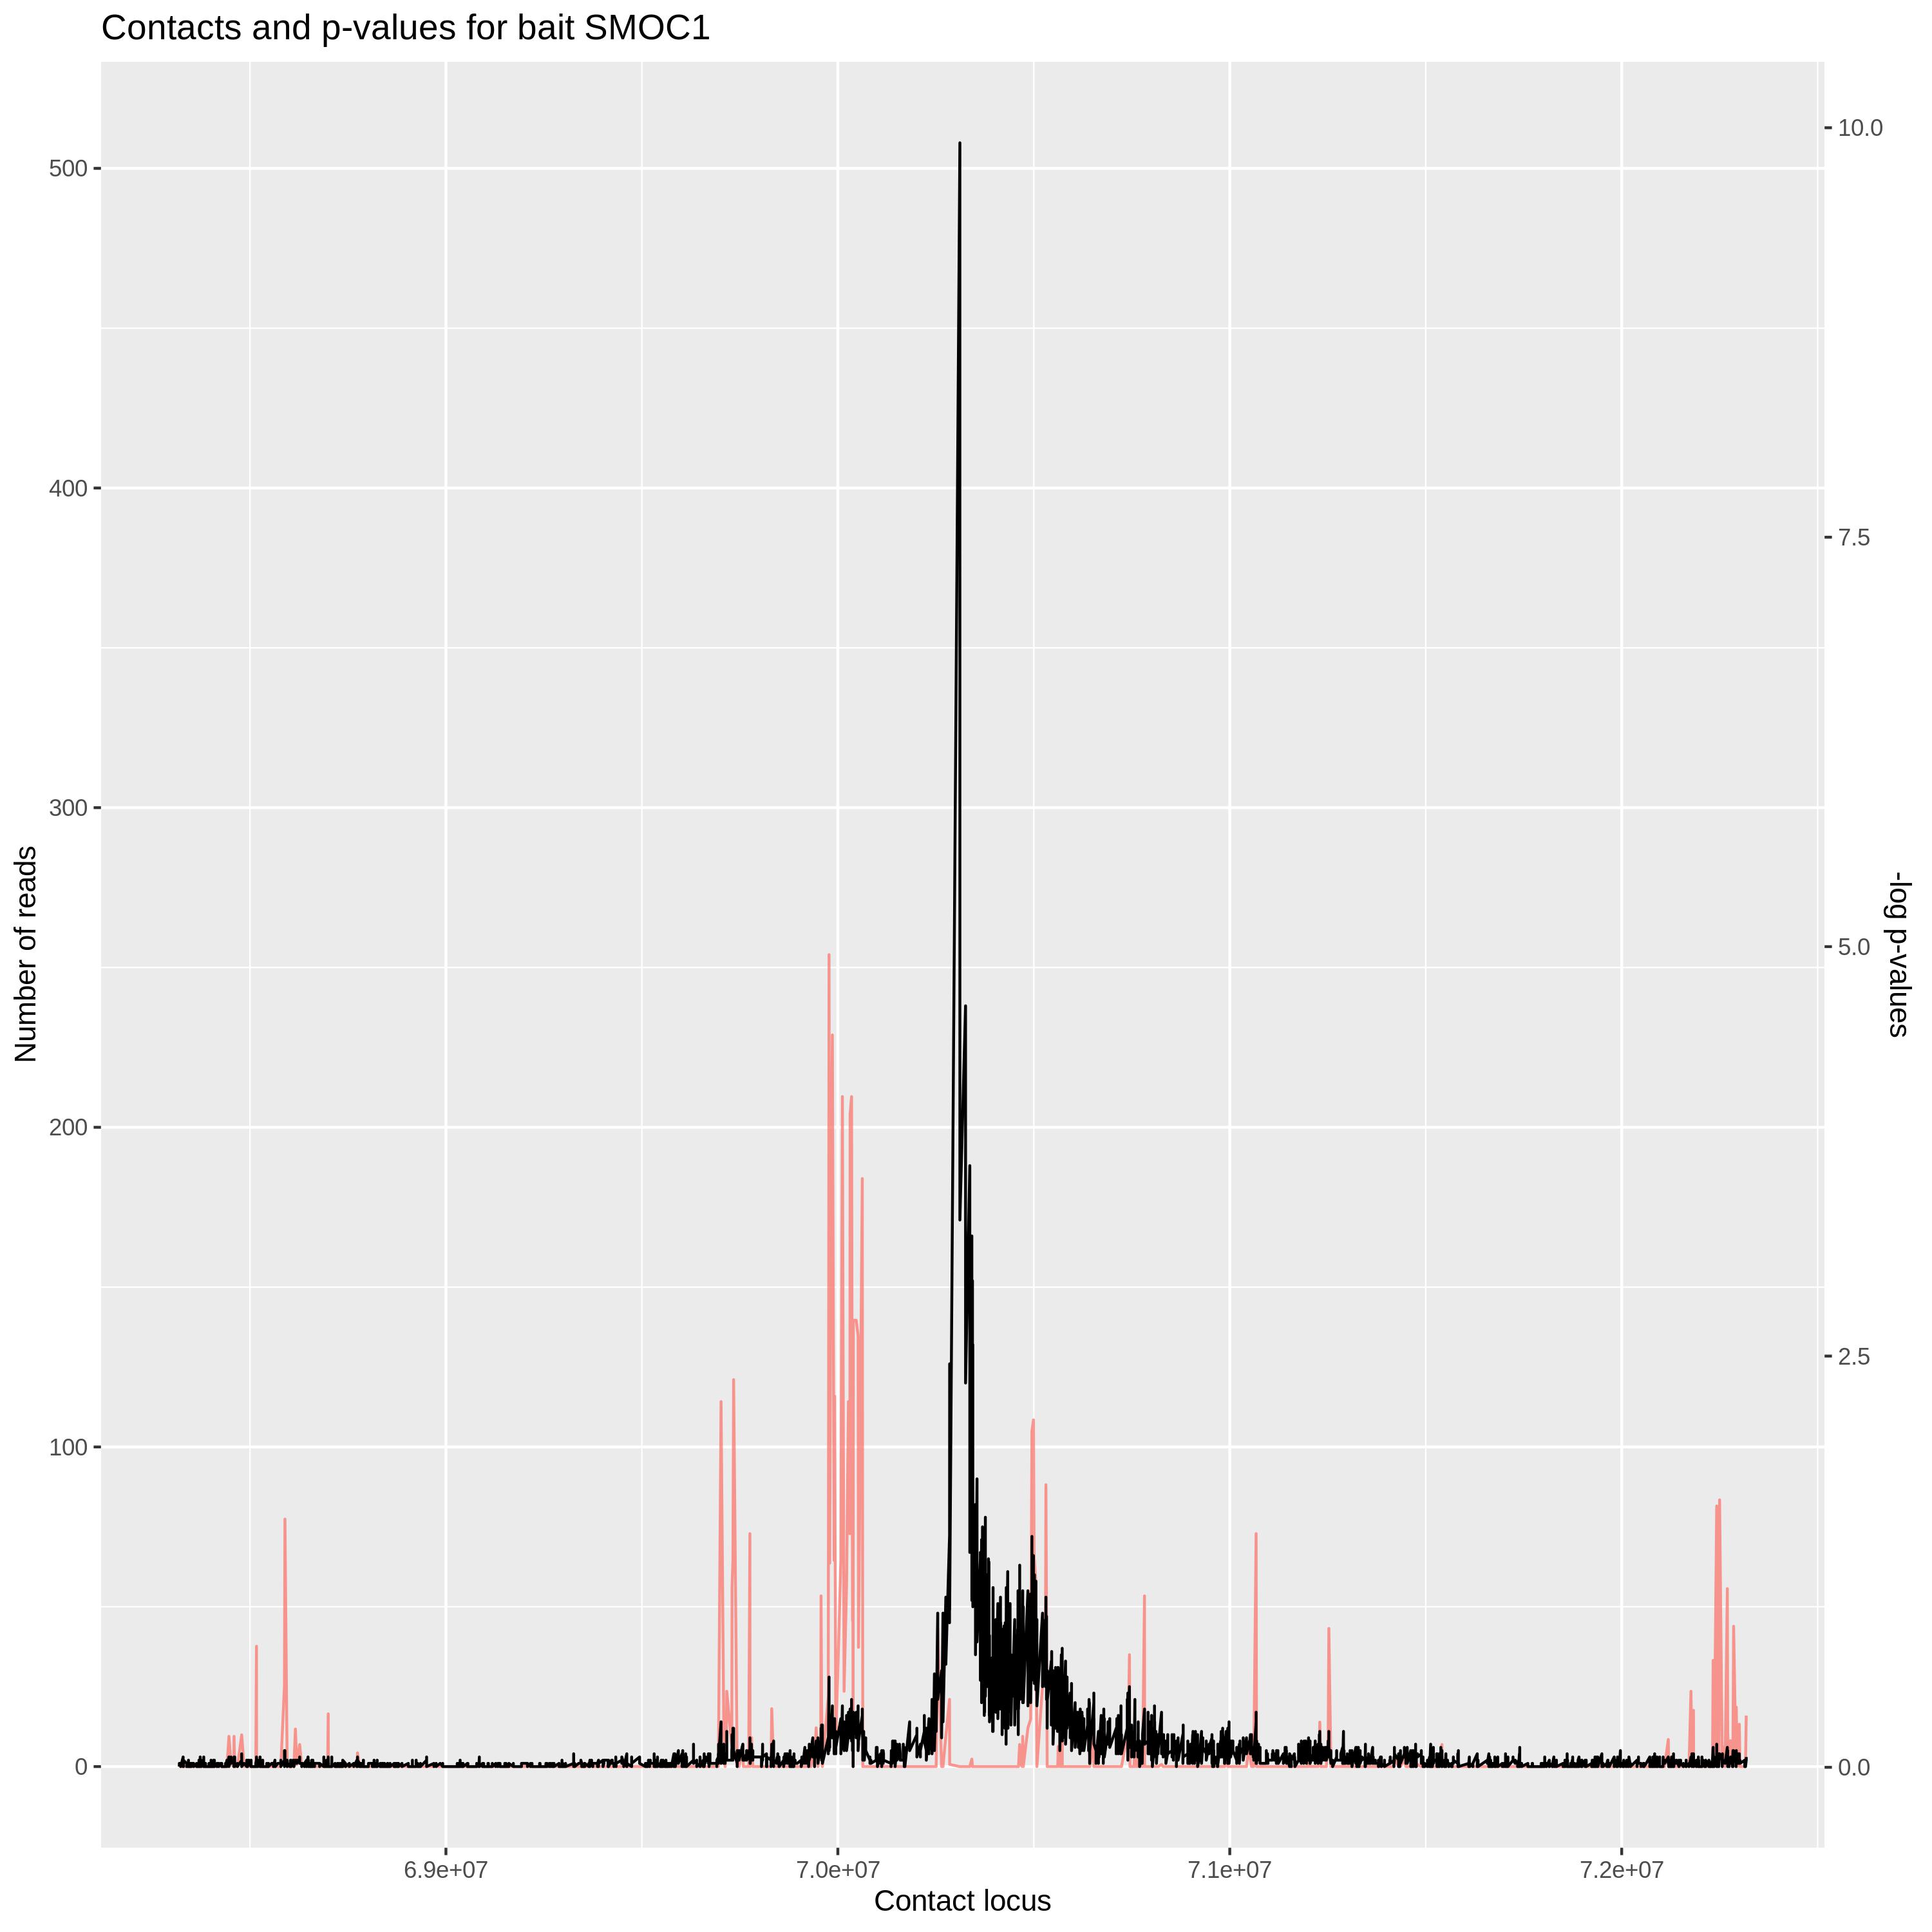 Contacts and p-values for bait SMOC1
500
400
300
200
100
0
10.0
7.5
5.0
2.5
0.0
Number of reads
-log p-values
6.9e+07
7.0e+07
7.1e+07
7.2e+07
Contact locus